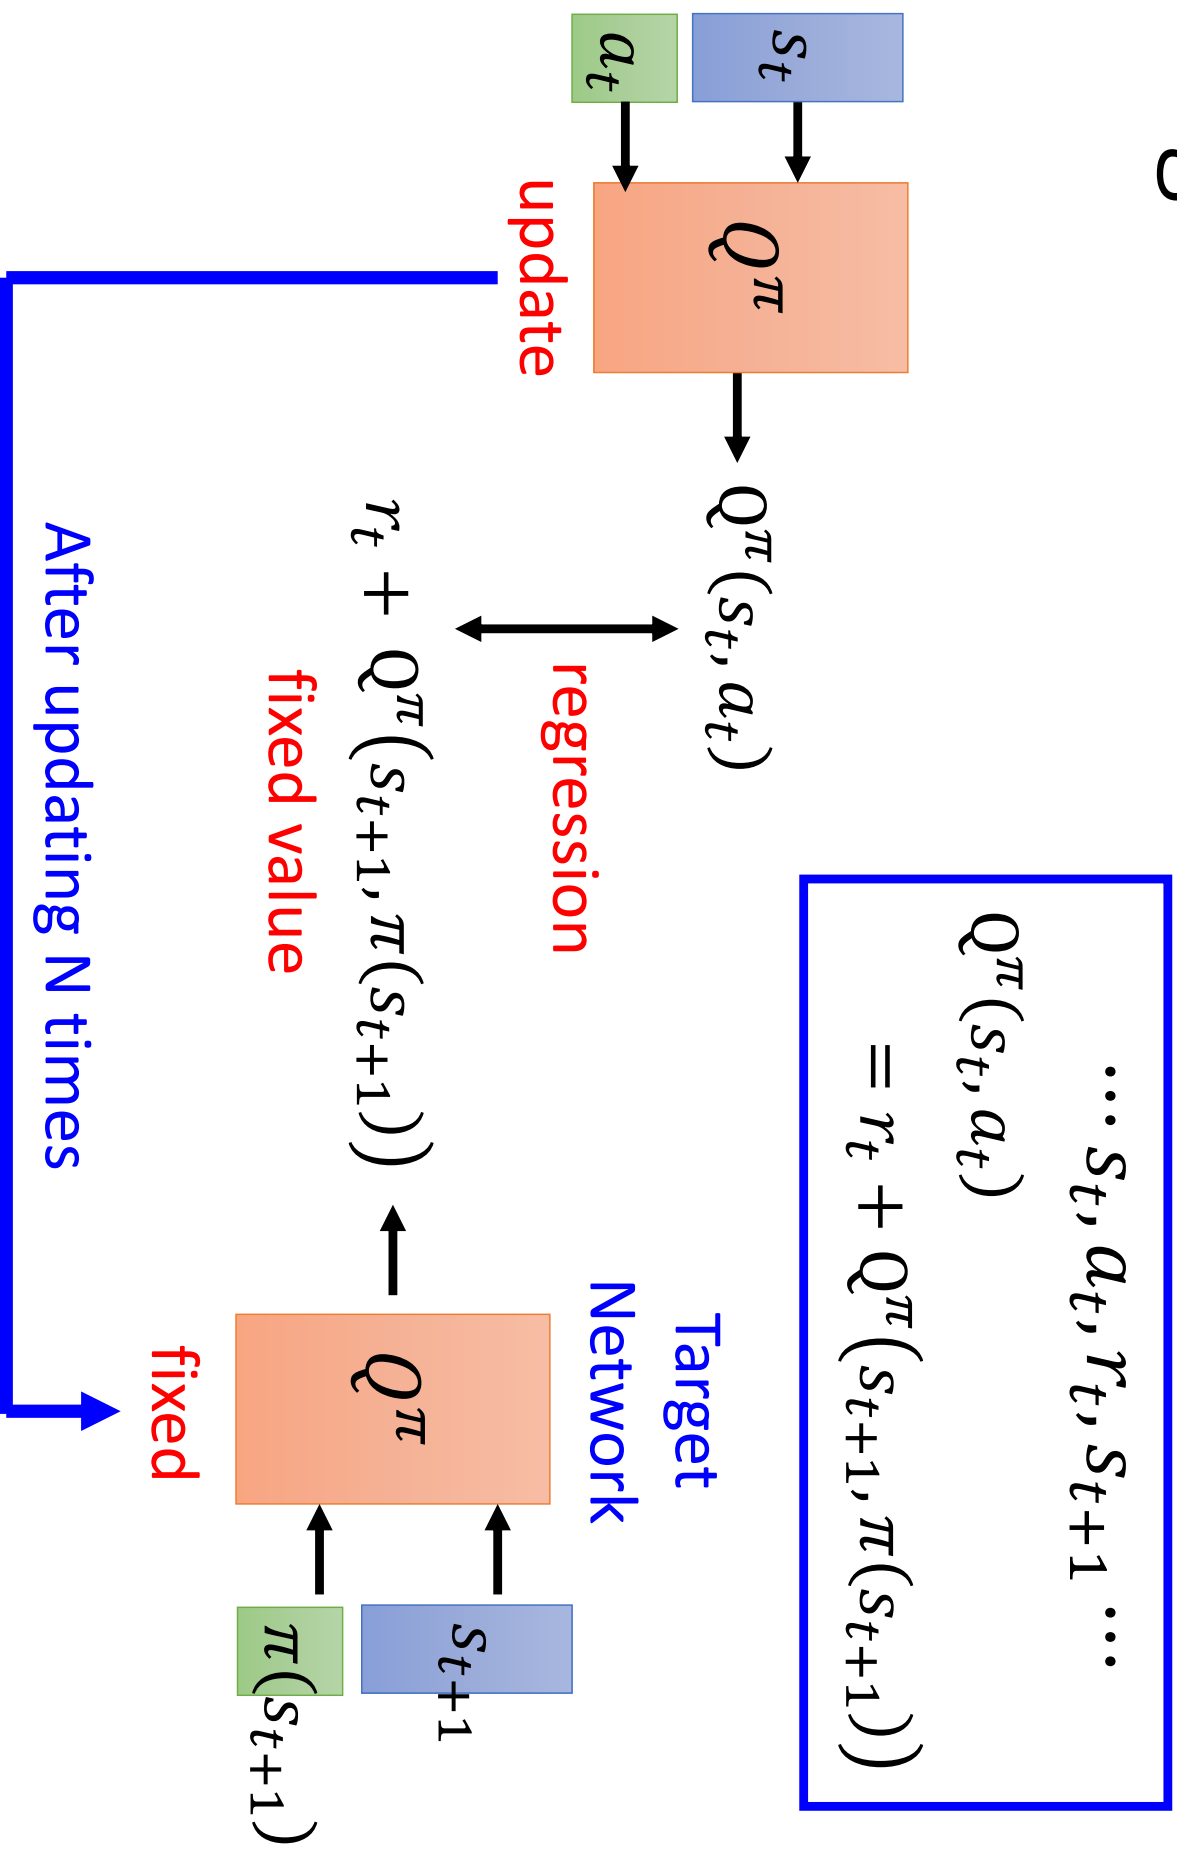 … s_t, a_t, r_t, s_{t+1} …
Q^π(s_t, a_t)
= r_t + Q^π(s_{t+1}, π(s_{t+1}))
s_t
a_t
Q^π
update
Q^π(s_t, a_t)
regression
r_t + Q^π(s_{t+1}, π(s_{t+1}))
fixed value
Target
Network
Q^π
fixed
s_{t+1}
π(s_{t+1})
After updating N times